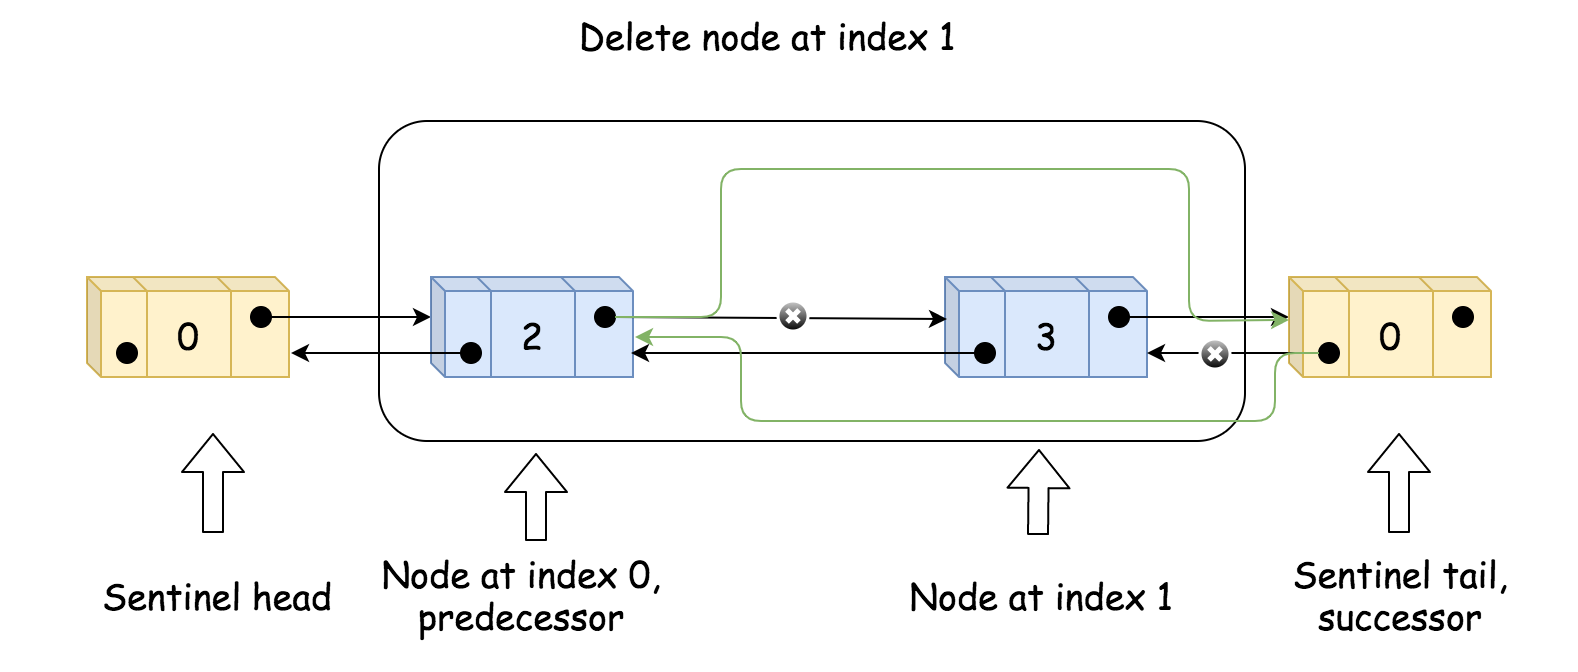 Delete node at index 1
0
2
3
0
Sentinel head
Node at index 0,
predecessor
Node at index 1
Sentinel tail,
successor